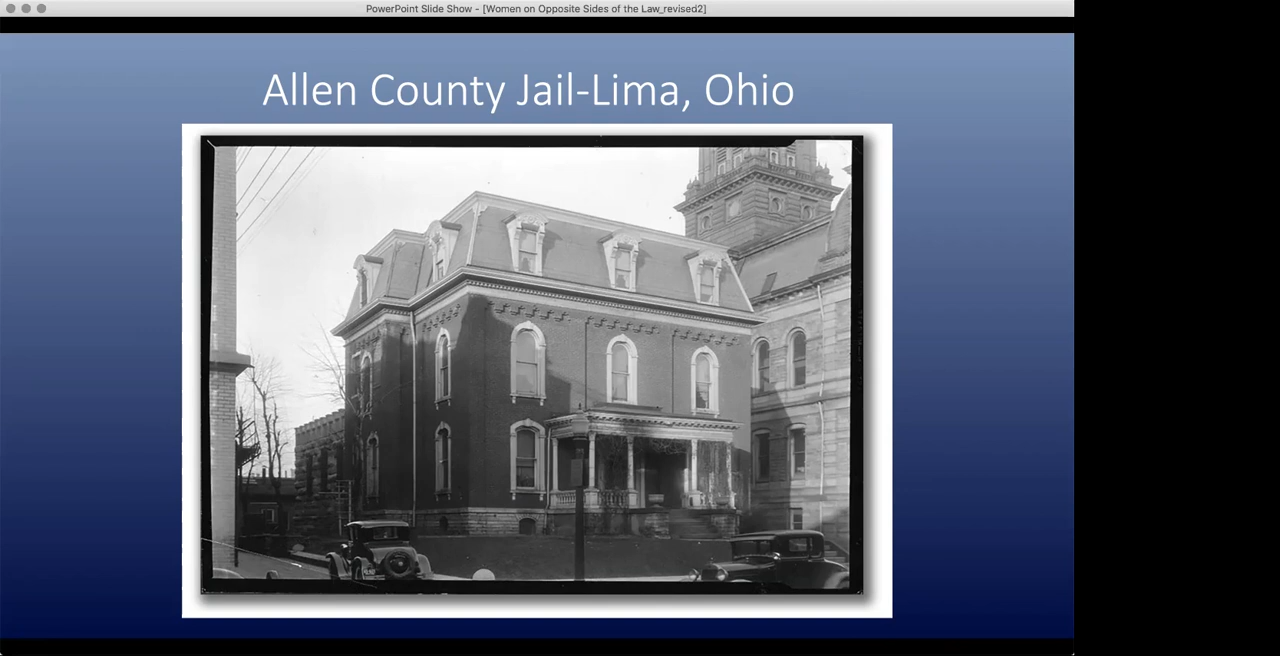 PowerPoint Slide Show - [Women on Opposite Sides of the Law_revised2]
Allen County Jail-Lima, Ohio